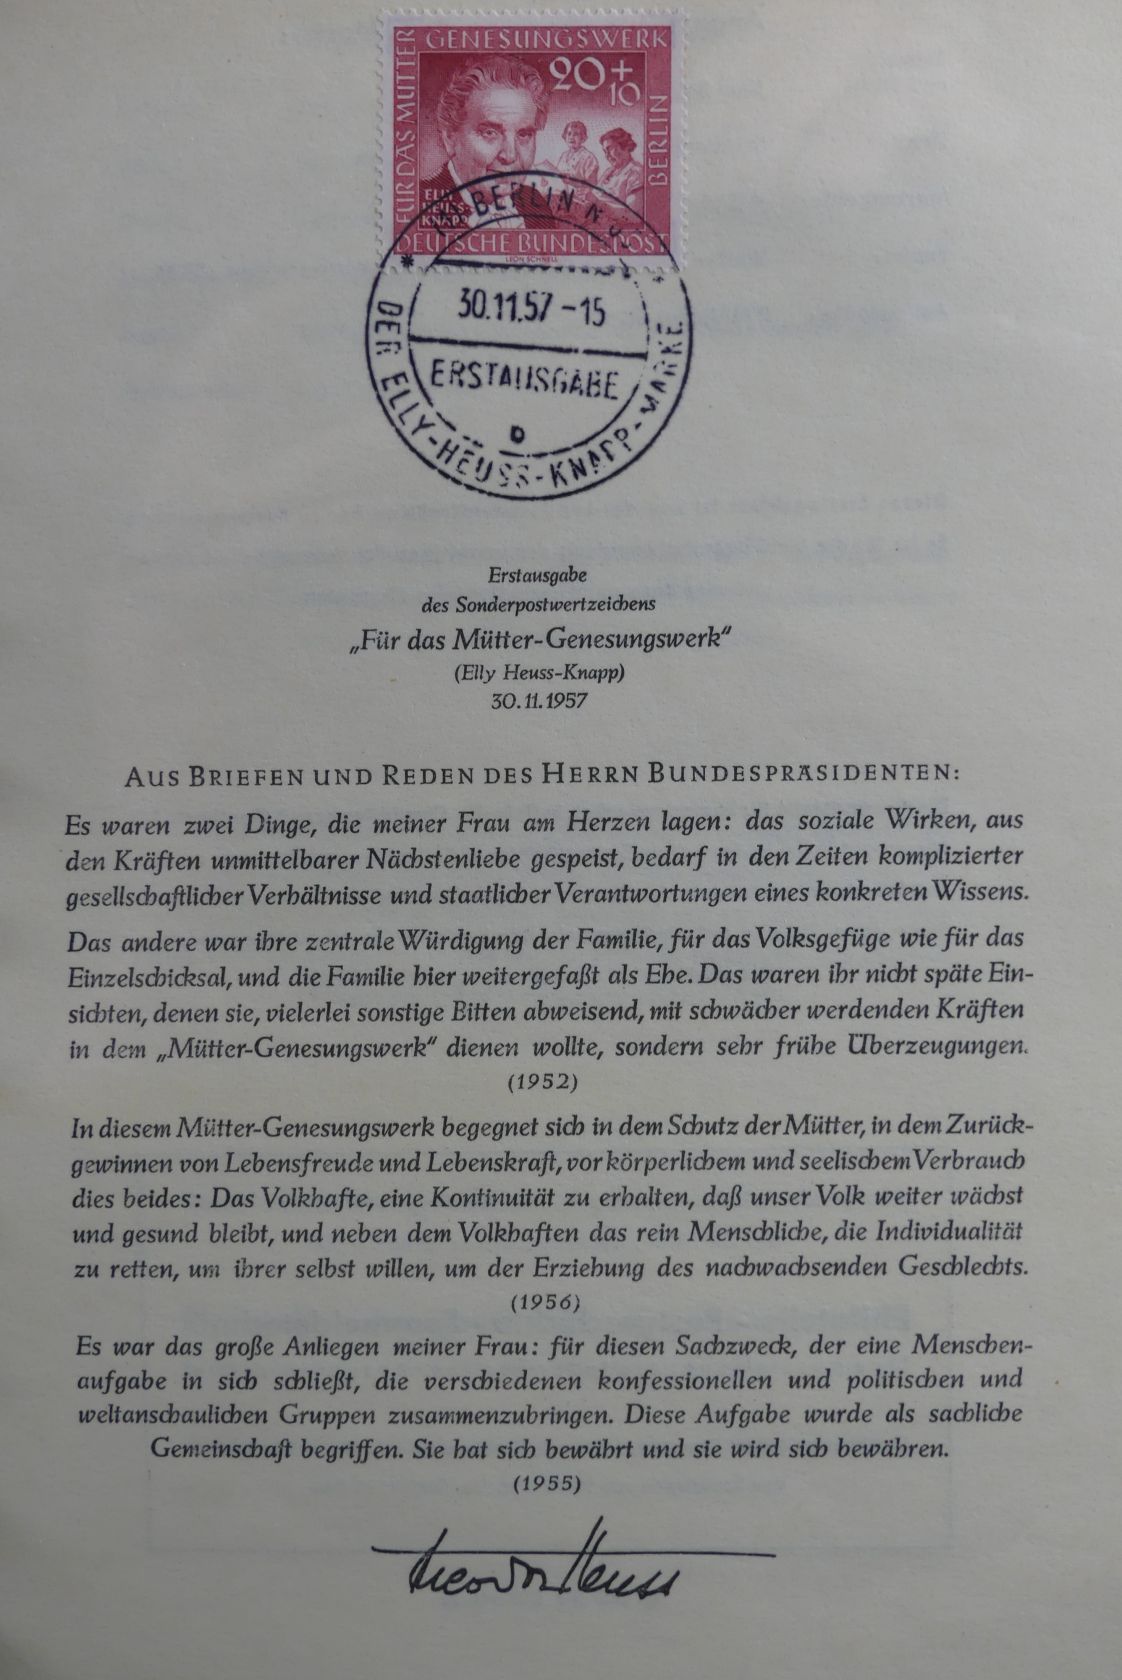 GENESUNGSWERK
FÜR DAS MÜTTER
20+10
BERLIN
ELLY
HEUSS-
KNAPP
DEUTSCHE BUNDESPOST
LEON SCHNELL
BERLIN N
30.11.57-15
ERSTAUSGABE
D
DER ELLY-HEUSS-KNAPP-MARKE
Erstausgabe
des Sonderpostwertzeichens
„Für das Mütter-Genesungswerk“
(Elly Heuss-Knapp)
30.11.1957
AUS BRIEFEN UND REDEN DES HERRN BUNDESPRÄSIDENTEN:
Es waren zwei Dinge, die meiner Frau am Herzen lagen: das soziale Wirken, aus
den Kräften unmittelbarer Nächstenliebe gespeist, bedarf in den Zeiten komplizierter
gesellschaftlicher Verhältnisse und staatlicher Verantwortungen eines konkreten Wissens.
Das andere war ihre zentrale Würdigung der Familie, für das Volksgefüge wie für das
Einzelschicksal, und die Familie hier weitergefaßt als Ehe. Das waren ihr nicht späte Ein-
sichten, denen sie, vielerlei sonstige Bitten abweisend, mit schwächer werdenden Kräften
in dem „Mütter-Genesungswerk“ dienen wollte, sondern sehr frühe Überzeugungen.
(1952)
In diesem Mütter-Genesungswerk begegnet sich in dem Schutz der Mütter, in dem Zurück-
gewinnen von Lebensfreude und Lebenskraft, vor körperlichem und seelischem Verbrauch
dies beides: Das Volkhafte, eine Kontinuität zu erhalten, daß unser Volk weiter wächst
und gesund bleibt, und neben dem Volkhaften das rein Menschliche, die Individualität
zu retten, um ihrer selbst willen, um der Erziehung des nachwachsenden Geschlechts.
(1956)
Es war das große Anliegen meiner Frau: für diesen Sachzweck, der eine Menschen-
aufgabe in sich schließt, die verschiedenen konfessionellen und politischen und
weltanschaulichen Gruppen zusammenzubringen. Diese Aufgabe wurde als sachliche
Gemeinschaft begriffen. Sie hat sich bewährt und sie wird sich bewähren.
(1955)
Theodor Heuss